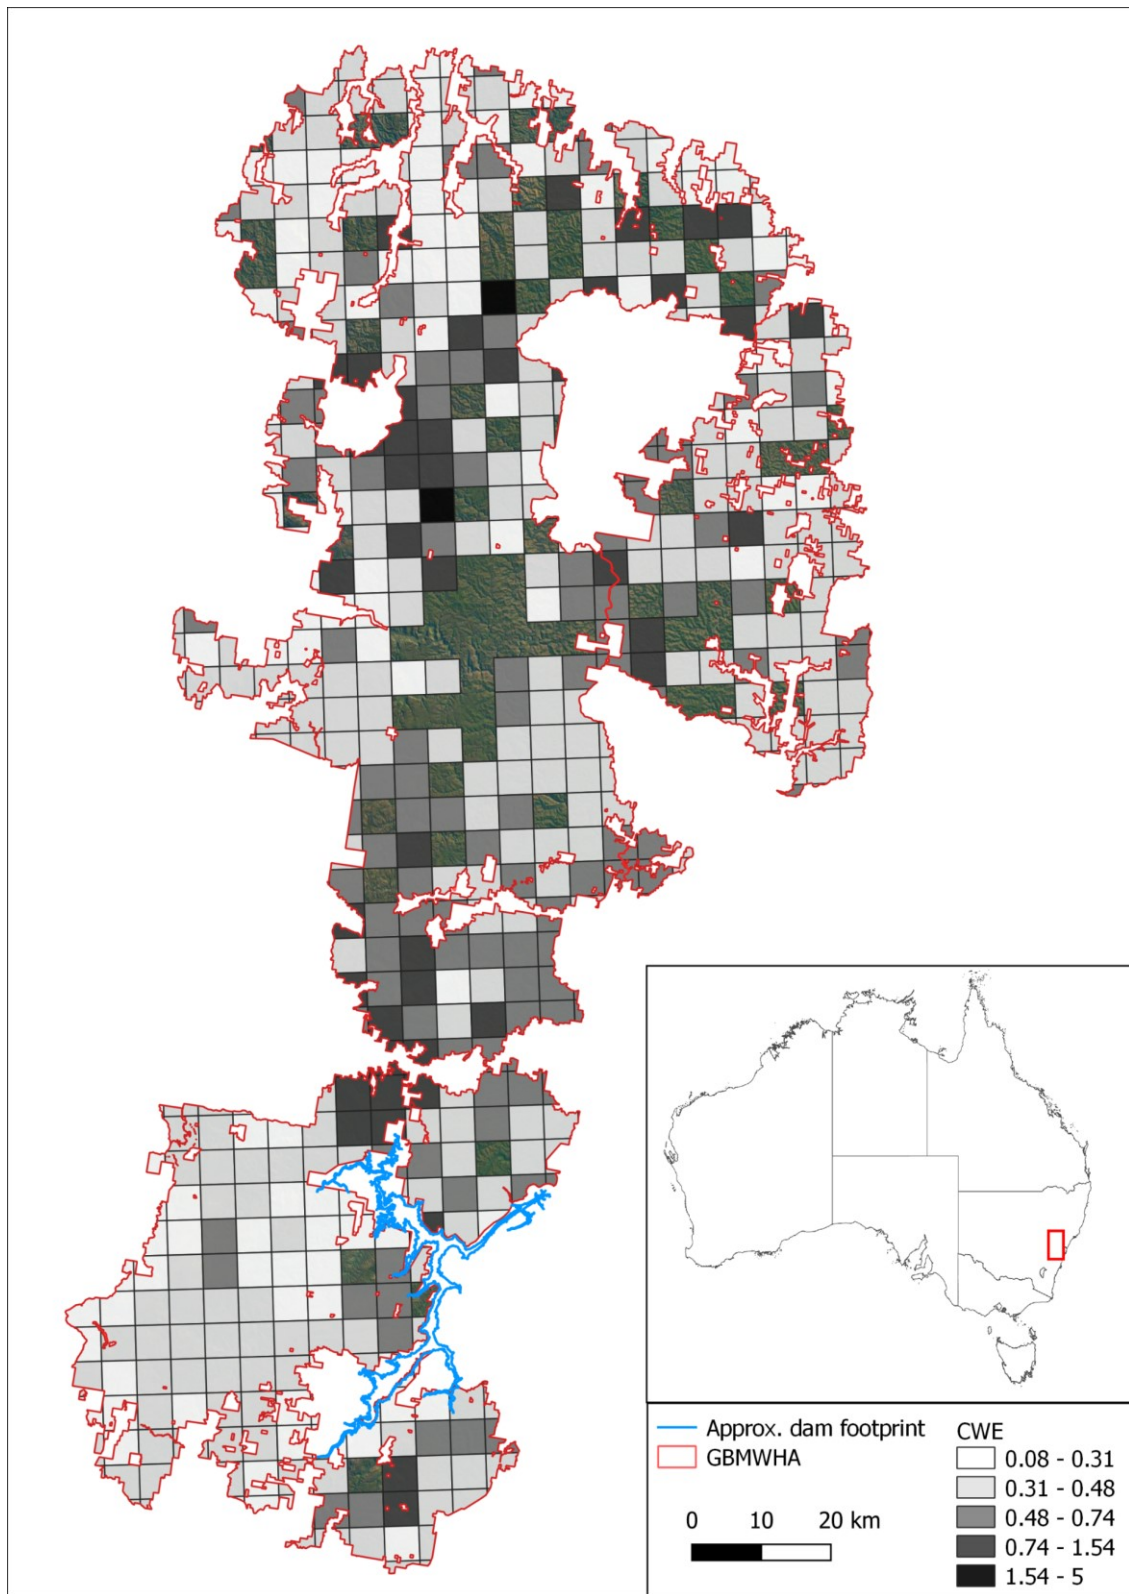 Approx. dam footprint
GBMWHA
0 10 20 km
CWE
0.08 - 0.31
0.31 - 0.48
0.48 - 0.74
0.74 - 1.54
1.54 - 5